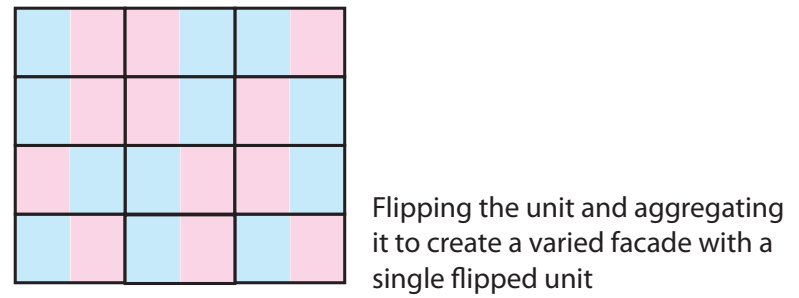 Flipping the unit and aggregating
it to create a varied facade with a
single flipped unit